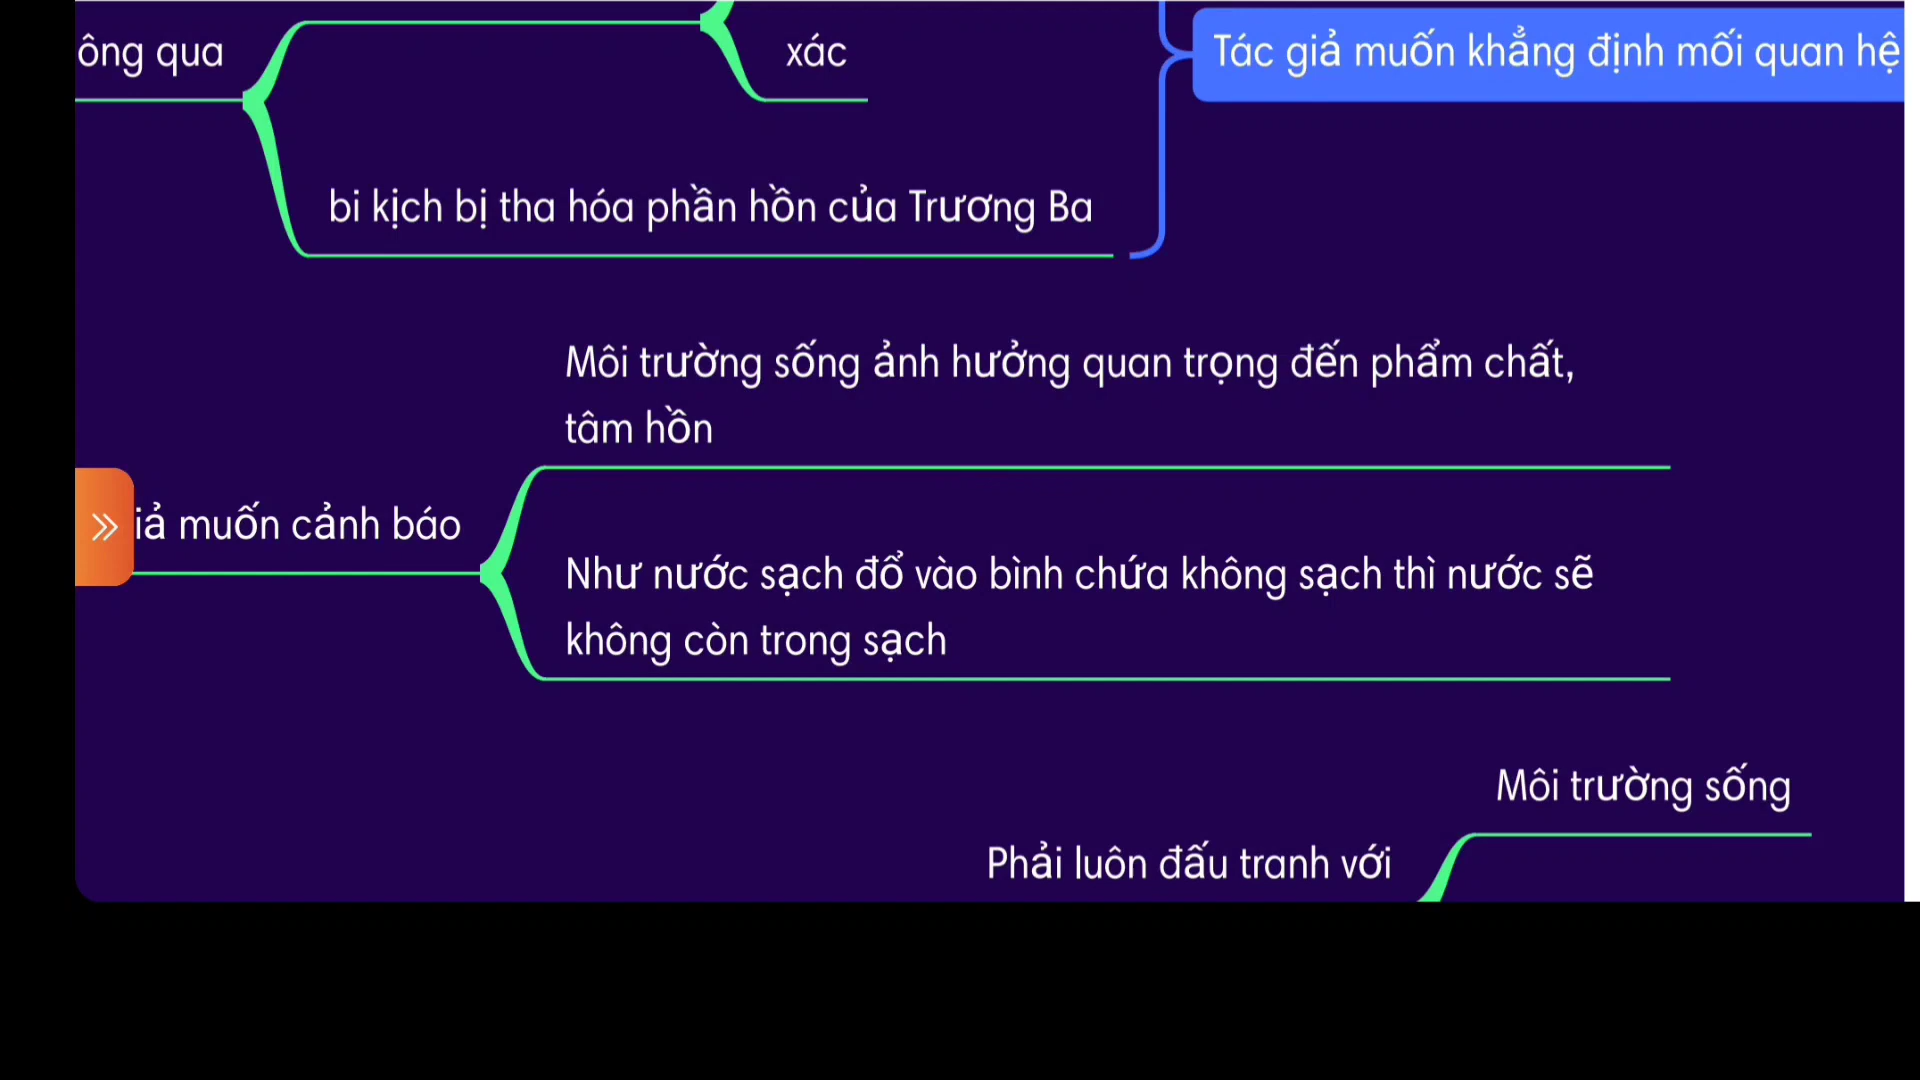 ông qua
xác
Tác giả muốn khẳng định mối quan hệ
bi kịch bị tha hóa phần hồn của Trương Ba
Môi trường sống ảnh hưởng quan trọng đến phẩm chất,
tâm hồn
iả muốn cảnh báo
Như nước sạch đổ vào bình chứa không sạch thì nước sẽ
không còn trong sạch
Môi trường sống
Phải luôn đấu tranh với